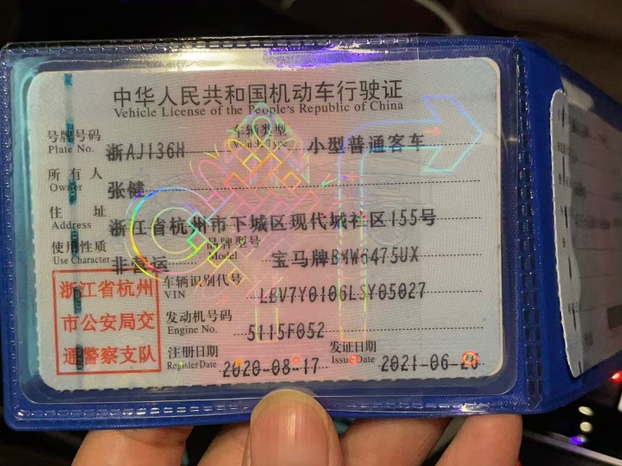 中华人民共和国机动车行驶证
Vehicle License of the People's Republic of China
号牌号码 浙AJ136H 车辆类型 小型普通客车
Plate No. Vehicle Type
所有人 张健
Owner
住址 浙江省杭州市下城区现代城社区155号
Address
使用性质 非营运 品牌型号 宝马牌BMW6475UX
Use Character Model
浙江省杭州
市公安局交
通警察支队
车辆识别代号 LBV7Y0106LSY05027
VIN
发动机号码 5115F052
Engine No.
注册日期 2020-08-17 发证日期 2021-06-
Register Date Issue Date